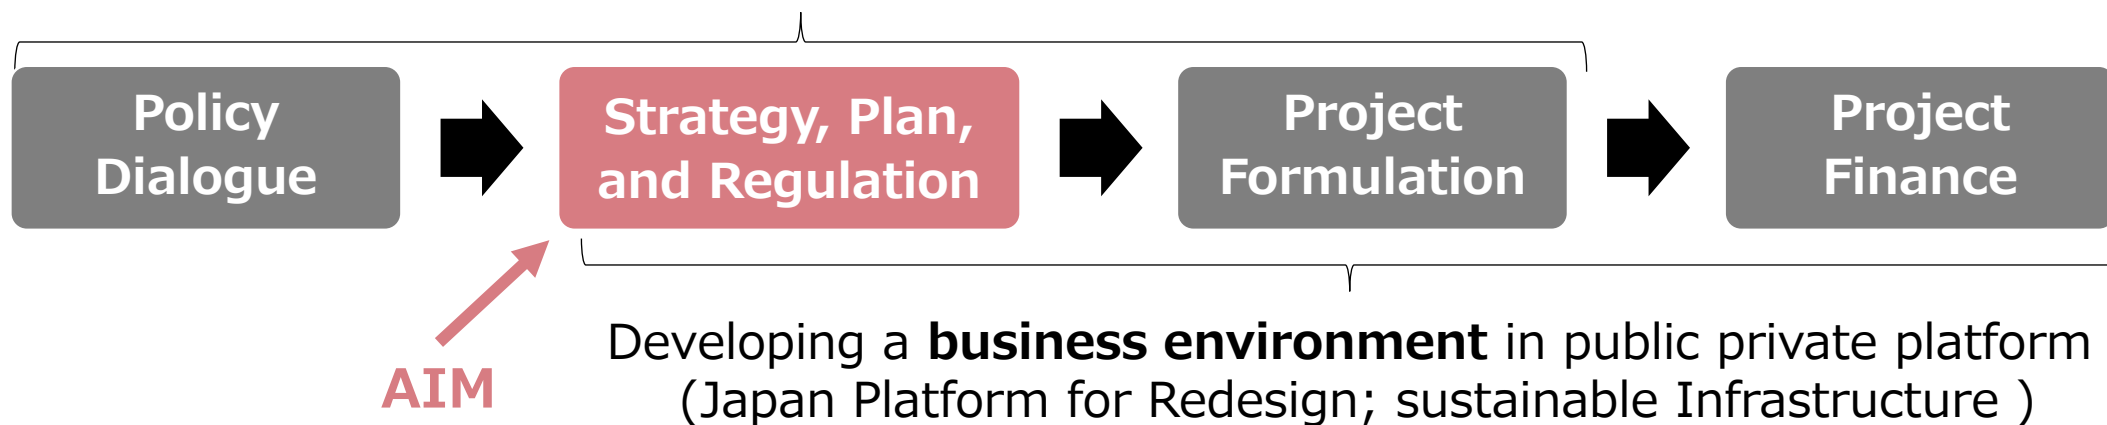 Policy
Dialogue
Strategy, Plan,
and Regulation
Project
Formulation
Project
Finance
AIM
Developing a business environment in public private platform
(Japan Platform for Redesign; sustainable Infrastructure )